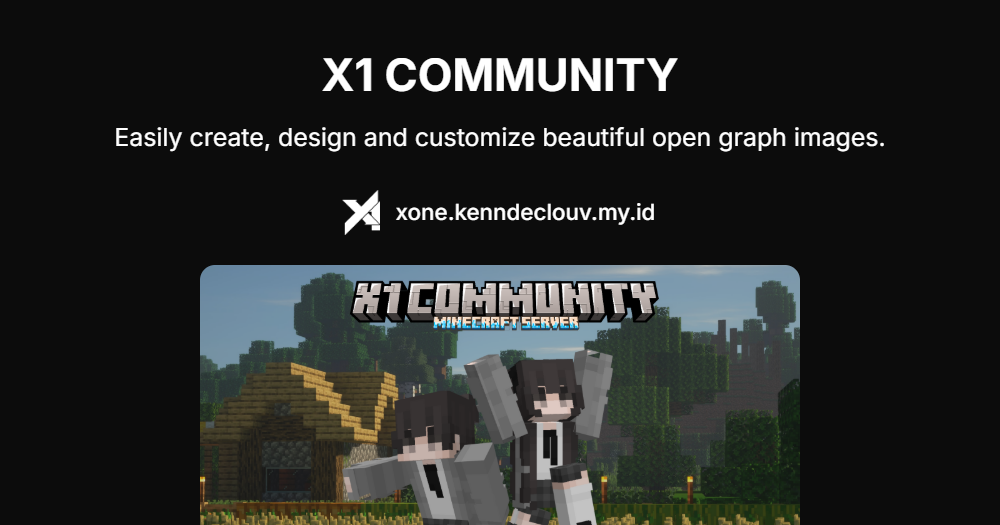 X1 COMMUNITY
Easily create, design and customize beautiful open graph images.
xone.kenndeclouv.my.id
X1 COMMUNITY
MINECRAFT SERVER